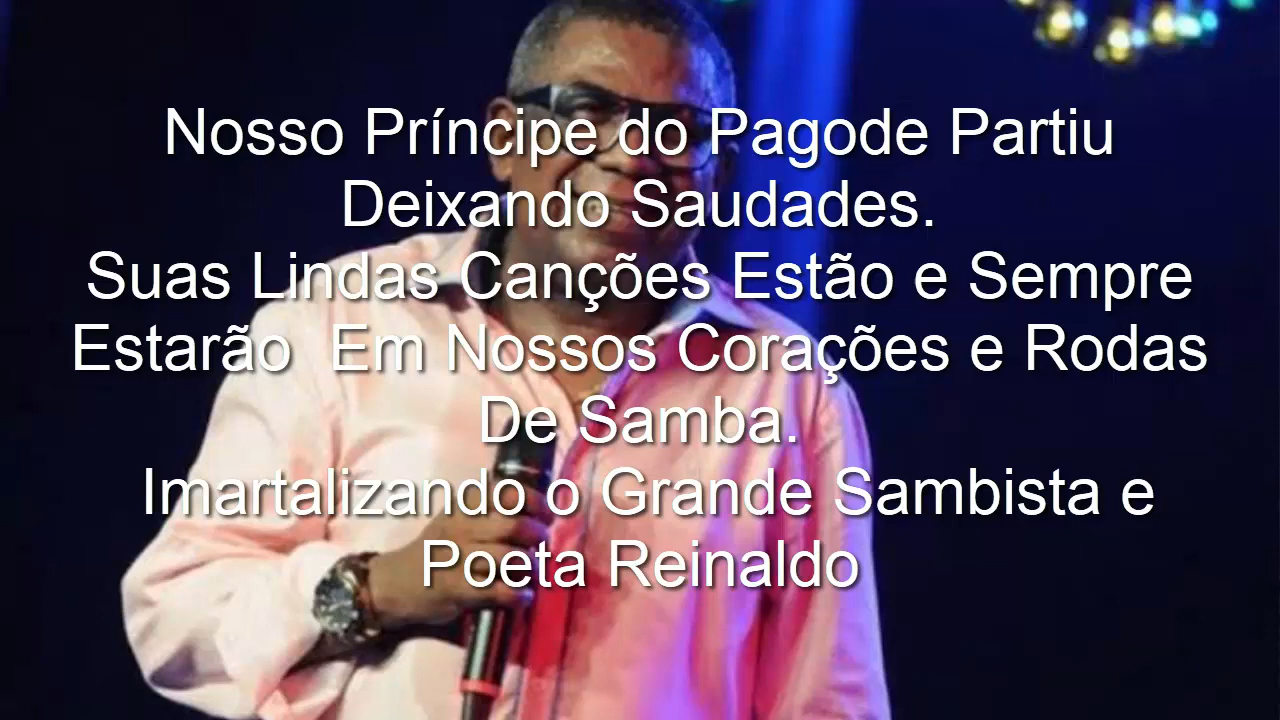 Nosso Príncipe do Pagode Partiu
Deixando Saudades.
Suas Lindas Canções Estão e Sempre
Estarão  Em Nossos Corações e Rodas
De Samba.
Imartalizando o Grande Sambista e
Poeta Reinaldo